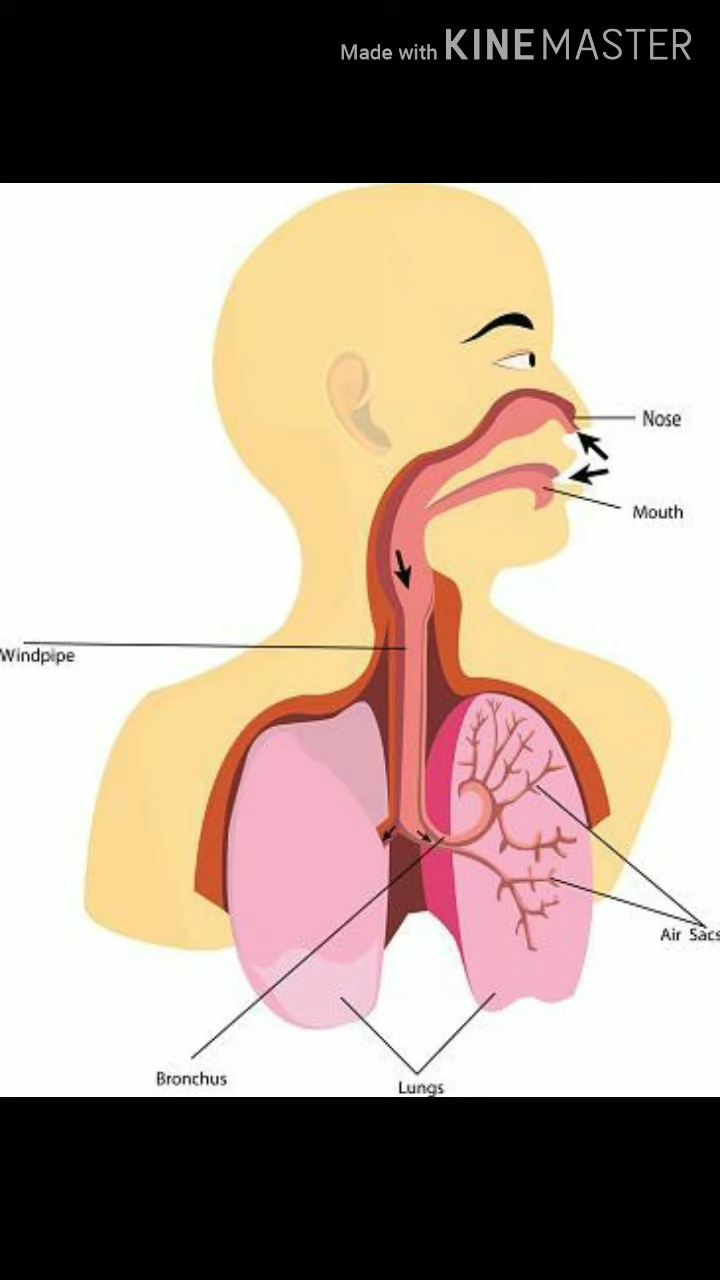 Made with KINEMASTER
Nose
Mouth
Windpipe
Air Sacs
Bronchus
Lungs